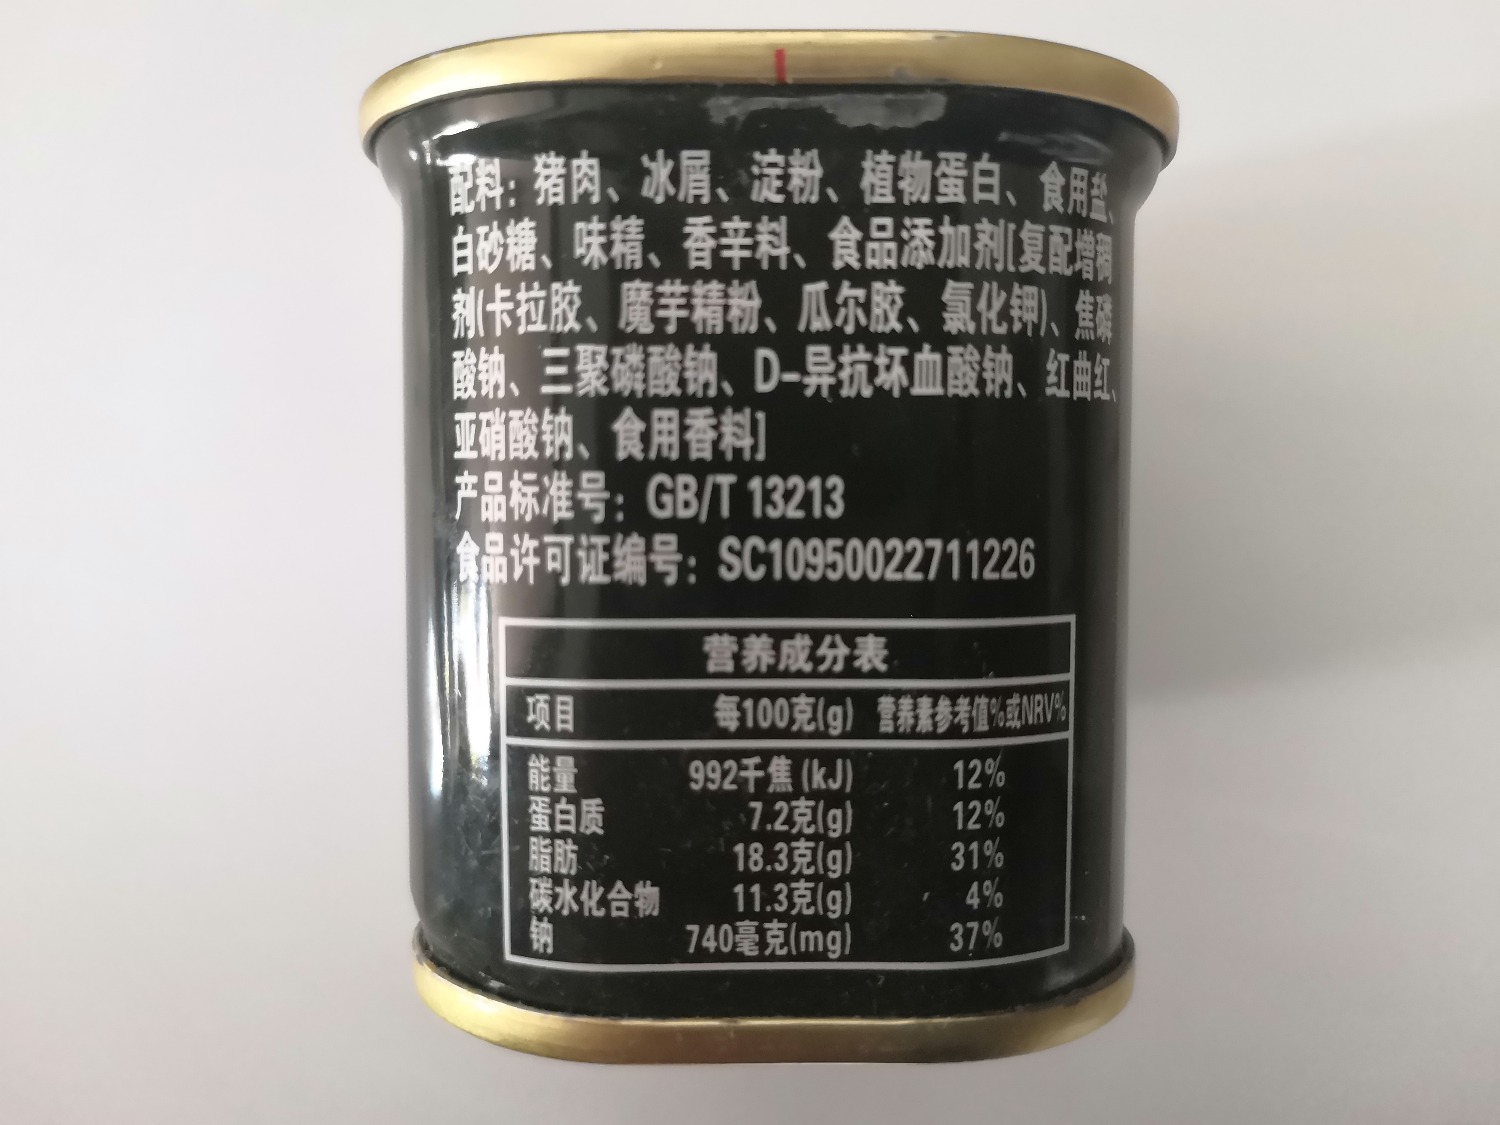 配料：猪肉、冰屑、淀粉、植物蛋白、食用盐、
白砂糖、味精、香辛料、食品添加剂[复配增稠
剂(卡拉胶、魔芋精粉、瓜尔胶、氯化钾)、焦磷
酸钠、三聚磷酸钠、D-异抗坏血酸钠、红曲红、
亚硝酸钠、食用香料]
产品标准号：GB/T 13213
食品许可证编号：SC10950022711226
营养成分表
项目 每100克(g) 营养素参考值%或NRV%
能量 992千焦(kJ) 12%
蛋白质 7.2克(g) 12%
脂肪 18.3克(g) 31%
碳水化合物 11.3克(g) 4%
钠 740毫克(mg) 37%